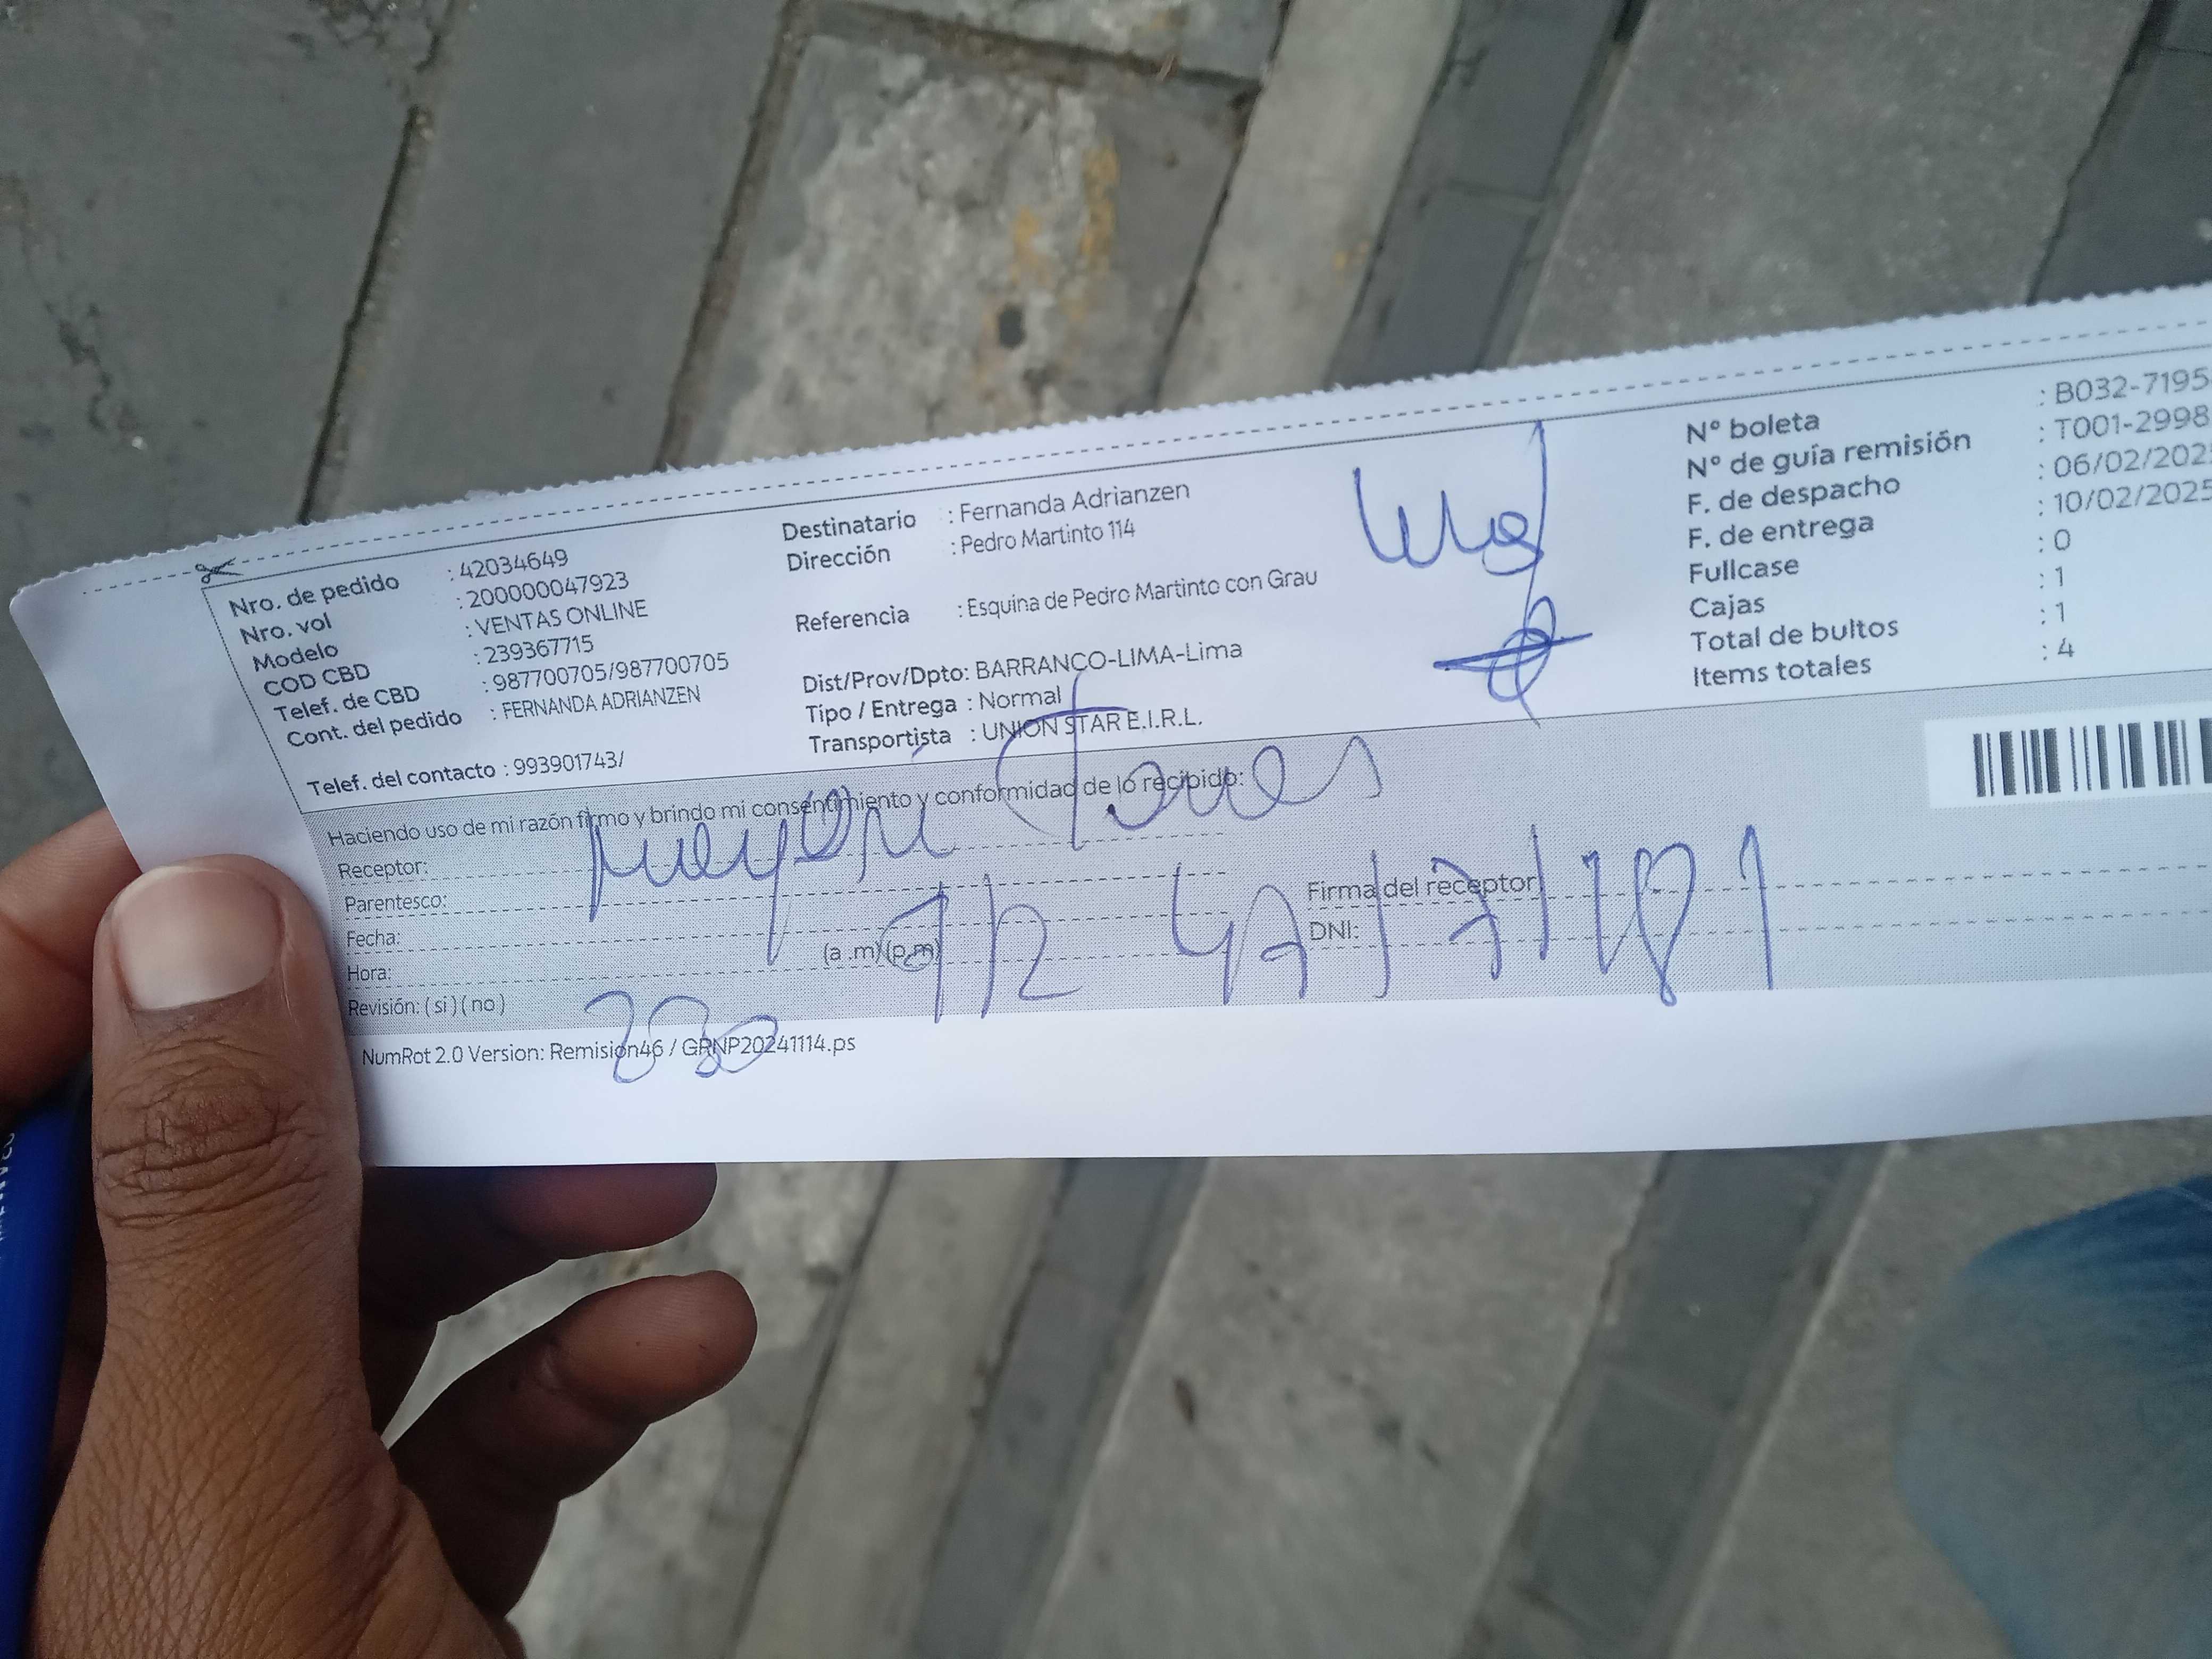 Nro. de pedido : 42034649
Nro. vol : 200000047923
Modelo : VENTAS ONLINE
COD CBD : 239367715
Telef. de CBD : 987700705/987700705
Cont. del pedido : FERNANDA ADRIANZEN
Telef. del contacto : 993901743/
Destinatario : Fernanda Adrianzen
Dirección : Pedro Martinto 114
Referencia : Esquina de Pedro Martinto con Grau
Dist/Prov/Dpto: BARRANCO-LIMA-Lima
Tipo / Entrega : Normal
Transportista : UNION STAR E.I.R.L.
N° boleta : B032-7195
N° de guía remisión : T001-2998
F. de despacho : 06/02/202
F. de entrega : 10/02/2025
Fullcase : 0
Cajas : 1
Total de bultos : 1
Items totales : 4
Haciendo uso de mi razón firmo y brindo mi consentimiento y conformidad de lo recibido:
Receptor:
Parentesco:
Fecha:
Hora: (a .m)(p.m)
Revisión: ( si ) ( no )
Firma del receptor
DNI:
230
NumRot 2.0 Version: Remision46 / GRNP20241114.ps